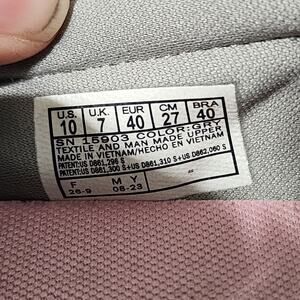 U.S. U.K. EUR CM BRA
10 7 40 27 40
SN 15903 COLOR:GRY
TEXTILE AND MAN MADE UPPER
MADE IN VIETNAM/HECHO EN VIETNAM
PATENT:US D861,296 S
PATENT:US D861,300 S+US D861,310 S+US D862,060 S
F M Y
26-9 08-23